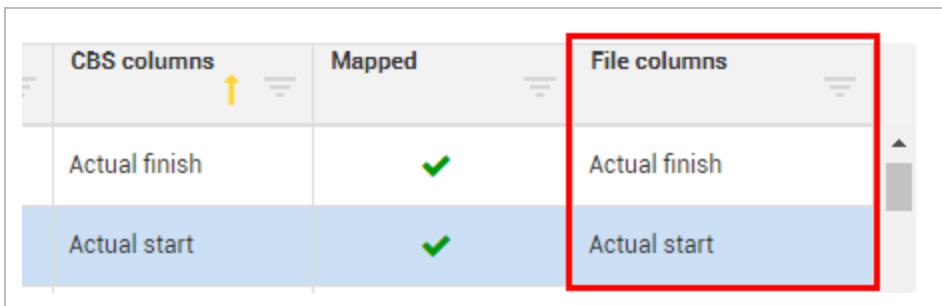 CBS columns Mapped File columns
Actual finish Actual finish
Actual start Actual start